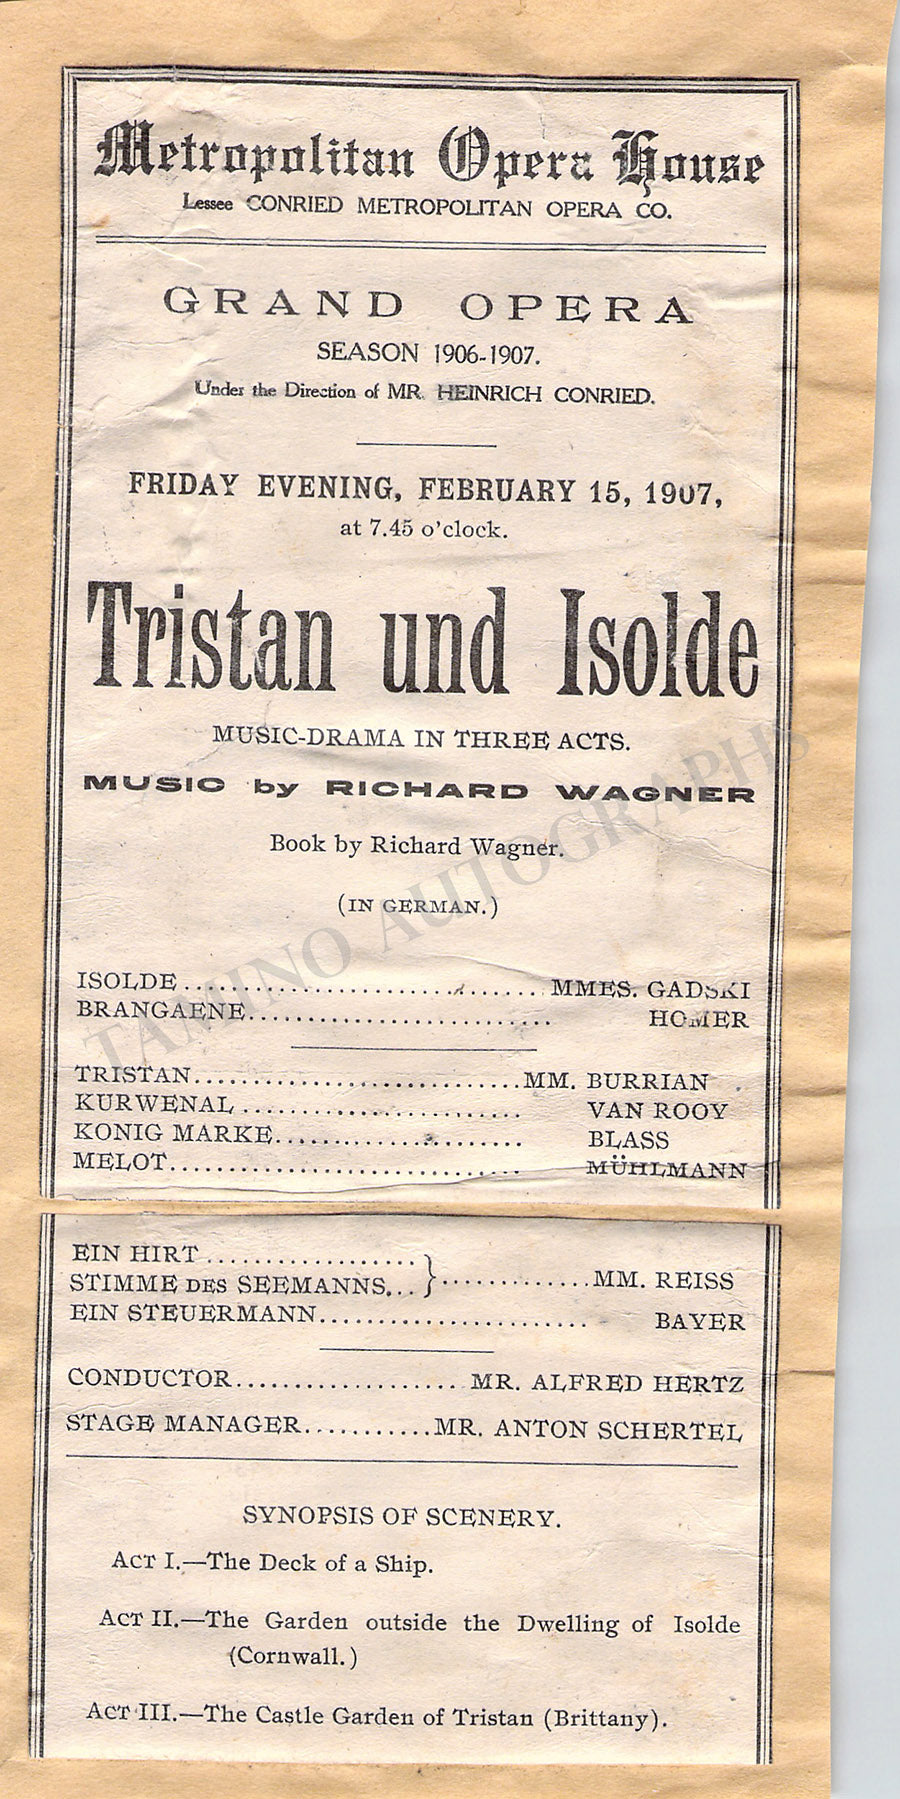 Metropolitan Opera House
Lessee CONRIED METROPOLITAN OPERA CO.
GRAND OPERA
SEASON 1906-1907.
Under the Direction of MR. HEINRICH CONRIED.
FRIDAY EVENING, FEBRUARY 15, 1907,
at 7.45 o'clock.
Tristan und Isolde
MUSIC-DRAMA IN THREE ACTS.
MUSIC by RICHARD WAGNER
Book by Richard Wagner.
(IN GERMAN.)
TAMINO AUTOGRAPHS
ISOLDE................................MMES. GADSKI
BRANGAENE........................... HOMER
TRISTAN..............................MM. BURRIAN
KURWENAL......................... VAN ROOY
KONIG MARKE....................... BLASS
MELOT................................ MÜHLMANN
EIN HIRT...................
STIMME DES SEEMANNS... }.............MM. REISS
EIN STEUERMANN........................ BAYER
CONDUCTOR....................MR. ALFRED HERTZ
STAGE MANAGER...........MR. ANTON SCHERTEL
SYNOPSIS OF SCENERY.
ACT I.—The Deck of a Ship.
ACT II.—The Garden outside the Dwelling of Isolde
(Cornwall.)
ACT III.—The Castle Garden of Tristan (Brittany).